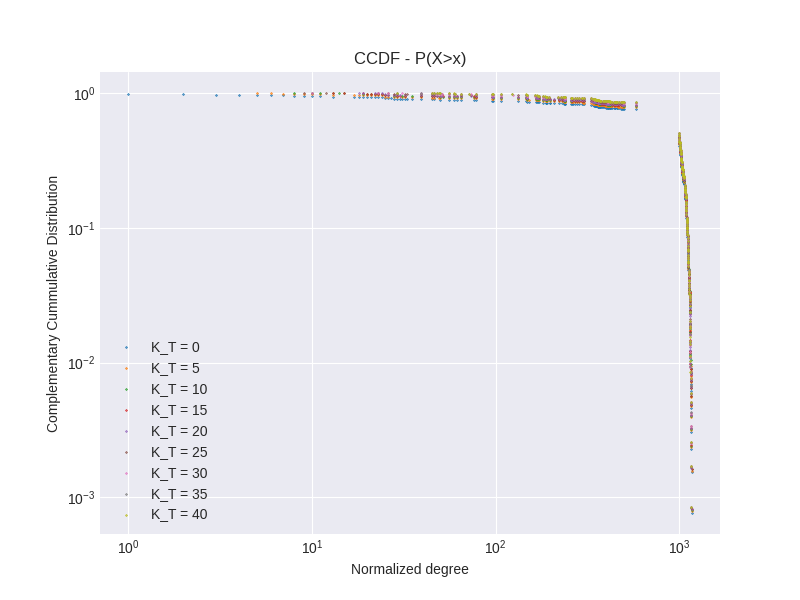 CCDF - P(X>x)
10^0
10^-1
10^-2
10^-3
Complementary Cummulative Distribution
K_T = 0
K_T = 5
K_T = 10
K_T = 15
K_T = 20
K_T = 25
K_T = 30
K_T = 35
K_T = 40
10^0
10^1
10^2
10^3
Normalized degree